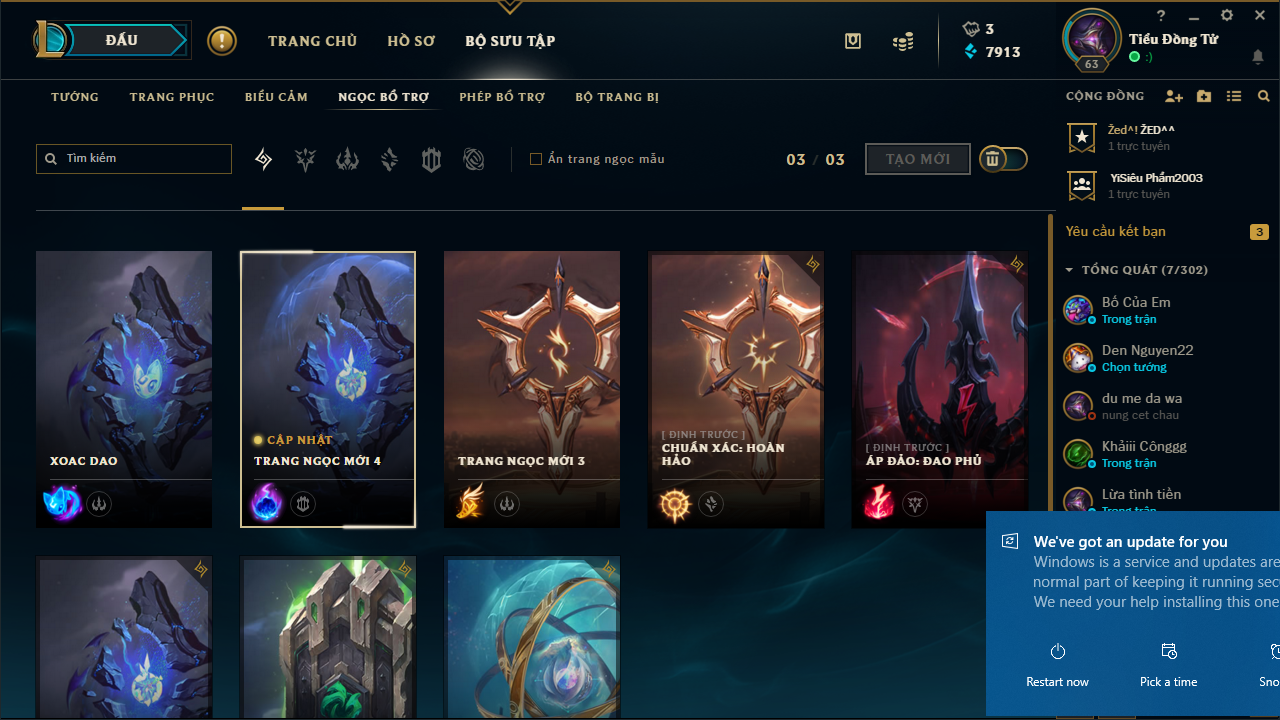 ĐẤU
TRANG CHỦ
HỒ SƠ
BỘ SƯU TẬP
3
7913
?
63
Tiểu Đồng Tử
:)
TƯỚNG
TRANG PHỤC
BIỂU CẢM
NGỌC BỔ TRỢ
PHÉP BỔ TRỢ
BỘ TRANG BỊ
CỘNG ĐỒNG
Tìm kiếm
Ẩn trang ngọc mẫu
03 / 03
TẠO MỚI
Žed^! ŽED^^
1 trực tuyến
YiSiêu Phẩm2003
1 trực tuyến
Yêu cầu kết bạn
3
TỔNG QUÁT (7/302)
Bố Của Em
Trong trận
Den Nguyen22
Chọn tướng
du me da wa
nung cet chau
Khảiii Cônggg
Trong trận
Lừa tình tiền
Trong trận
XOAC DAO
CẬP NHẬT
TRANG NGỌC MỚI 4
TRANG NGỌC MỚI 3
[ ĐỊNH TRƯỚC ]
CHUẨN XÁC: HOÀN
HẢO
[ ĐỊNH TRƯỚC ]
ÁP ĐẢO: ĐAO PHỦ
We've got an update for you
Windows is a service and updates are
normal part of keeping it running sec
We need your help installing this one
Restart now
Pick a time
Sno